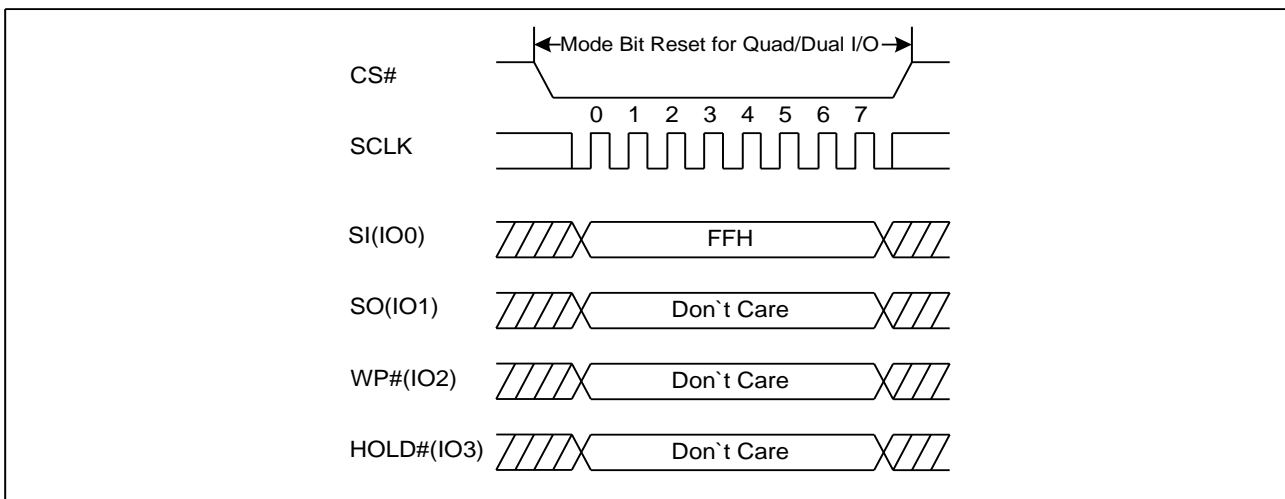 Mode Bit Reset for Quad/Dual I/O
CS#
0 1 2 3 4 5 6 7
SCLK
SI(IO0)
FFH
SO(IO1)
Don`t Care
WP#(IO2)
Don`t Care
HOLD#(IO3)
Don`t Care